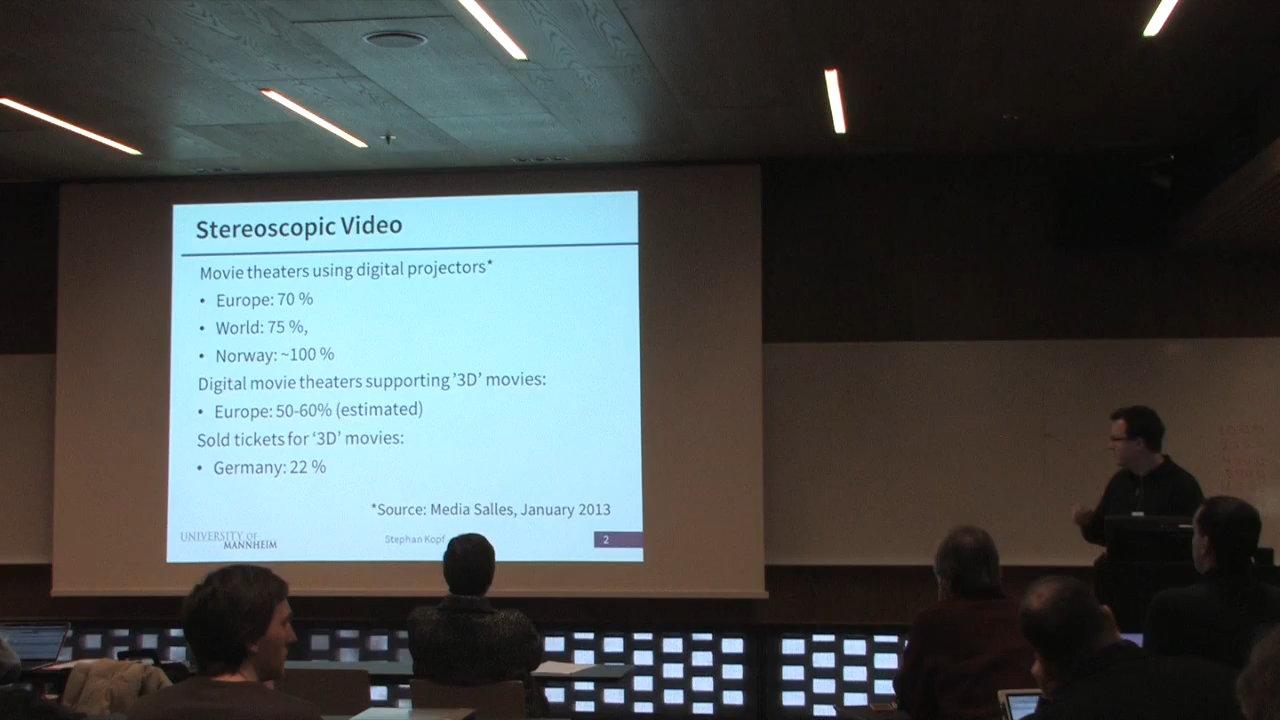 Stereoscopic Video
Movie theaters using digital projectors*
• Europe: 70 %
• World: 75 %,
• Norway: ~100 %
Digital movie theaters supporting '3D' movies:
• Europe: 50-60% (estimated)
Sold tickets for '3D' movies:
• Germany: 22 %
*Source: Media Salles, January 2013
UNIVERSITY OF
MANNHEIM
Stephan Kopf
2